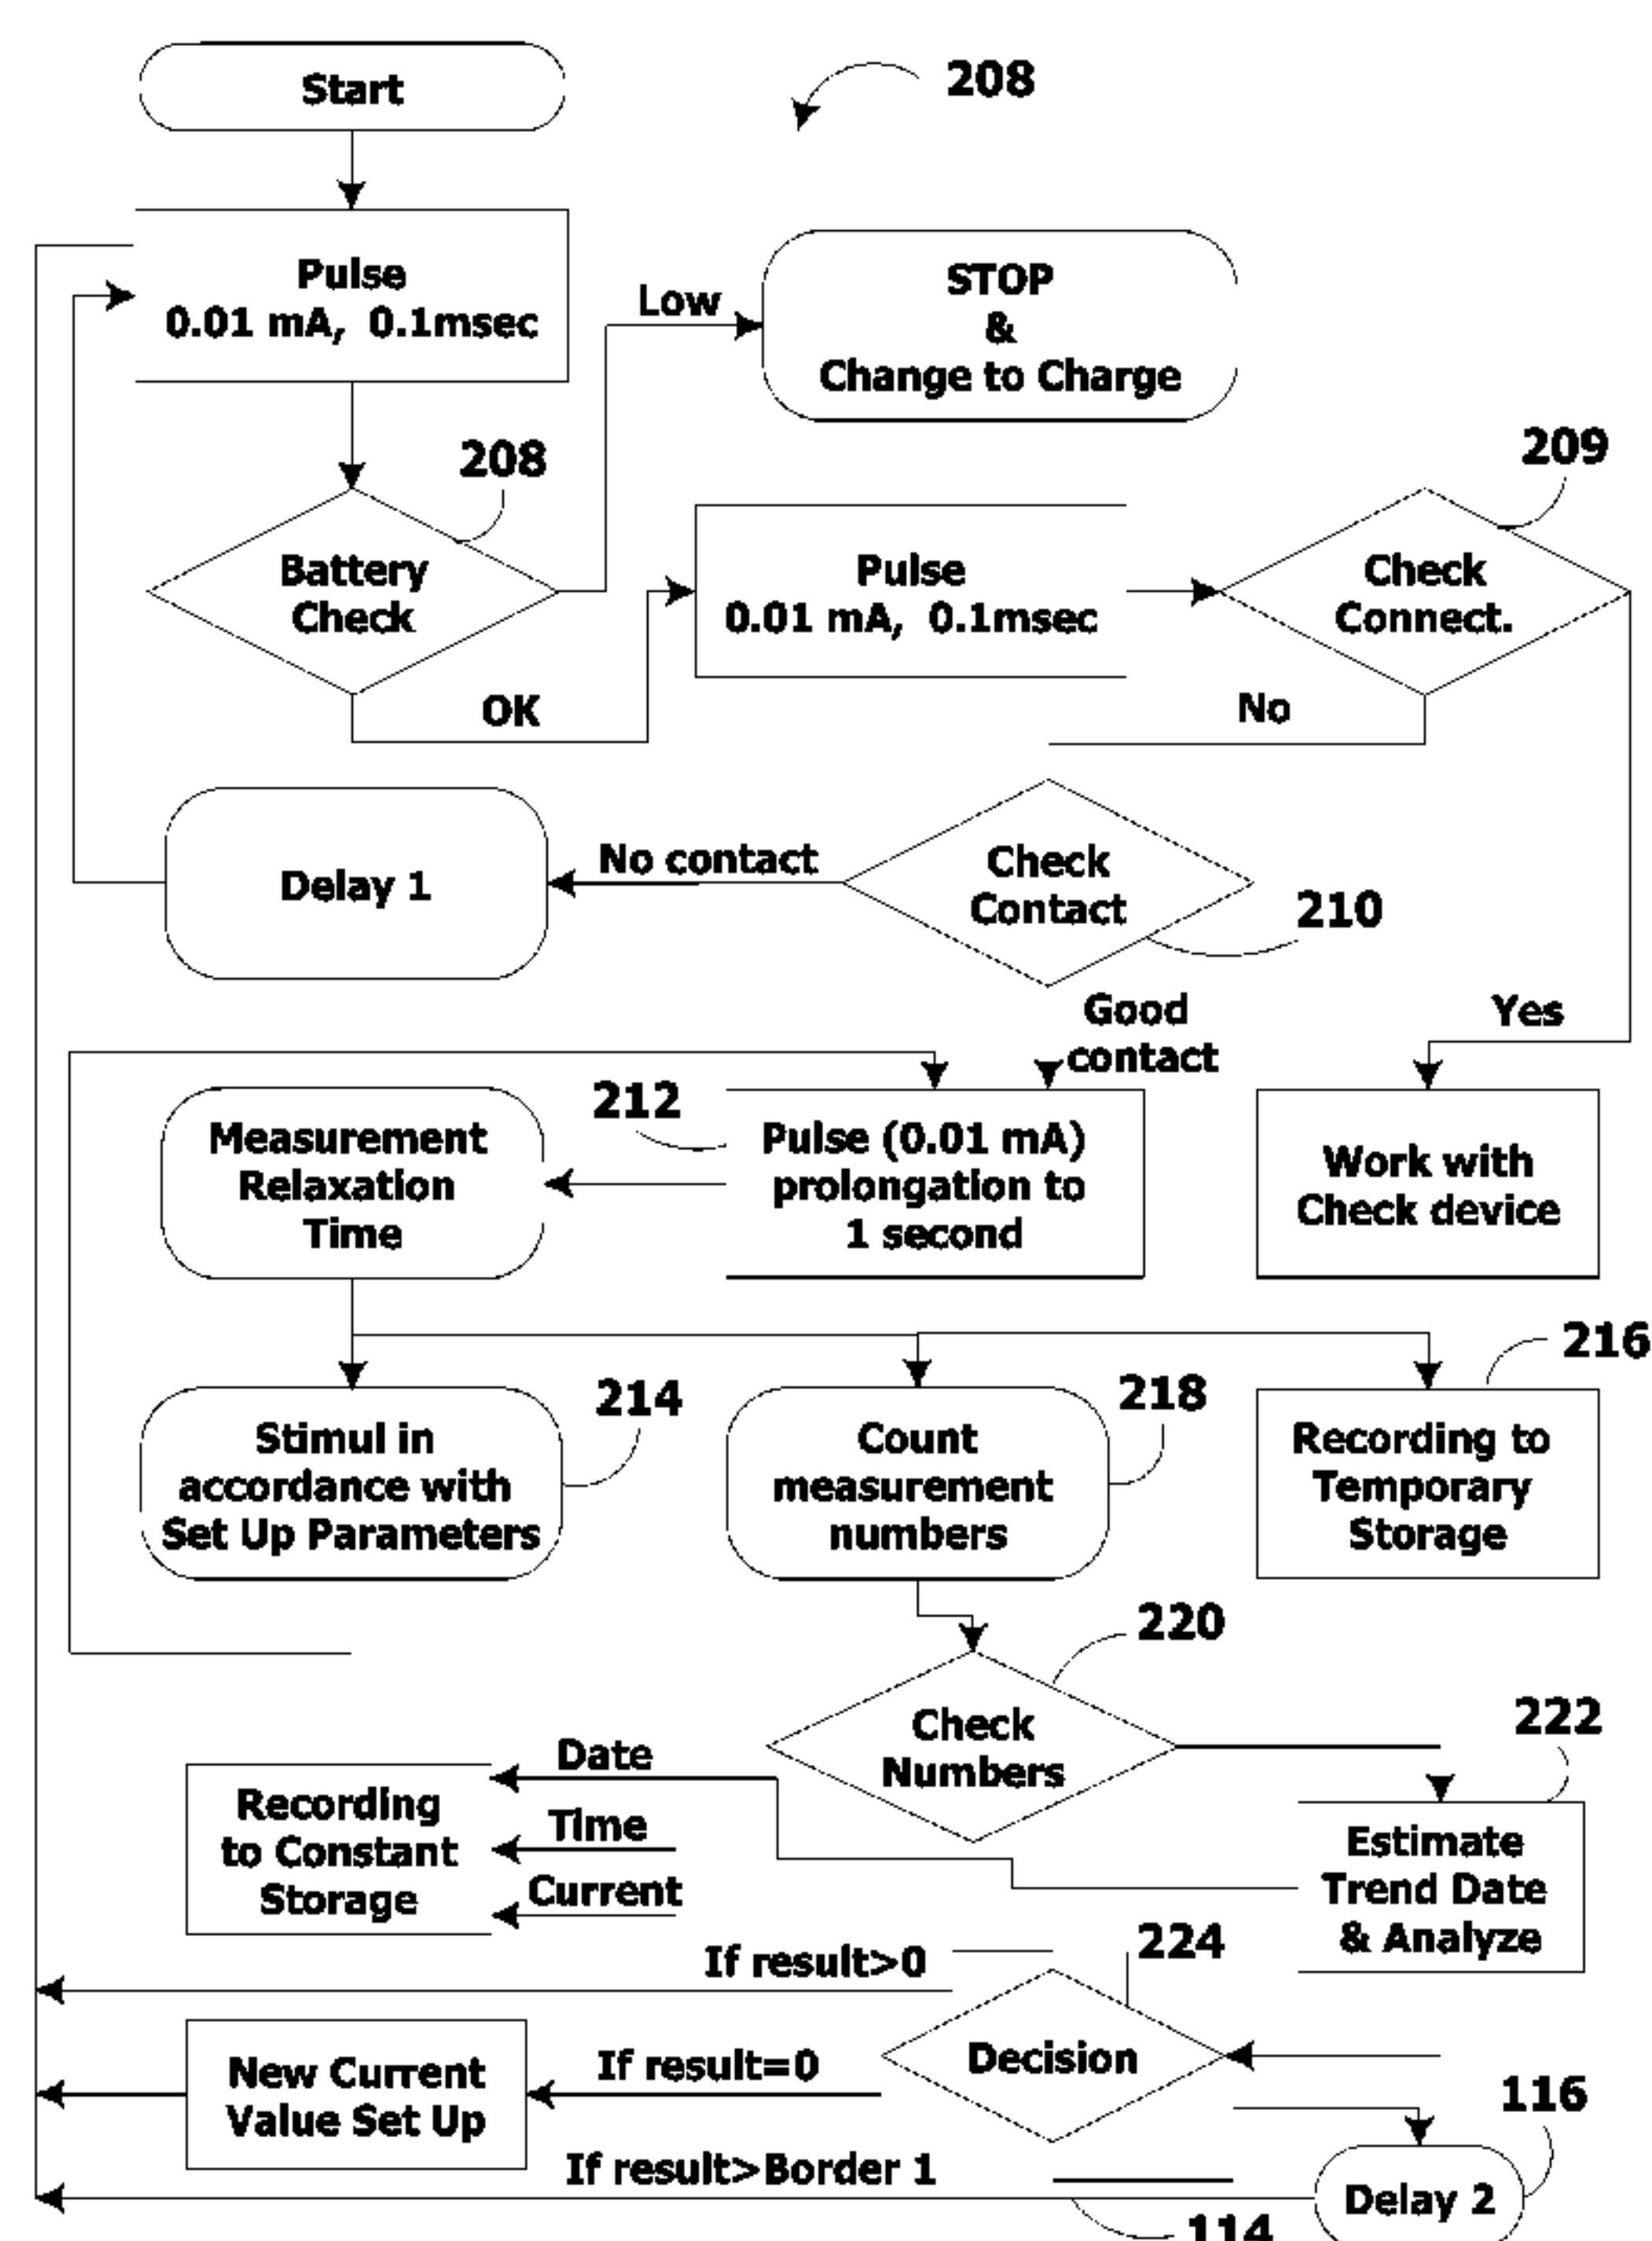 Start
208
Pulse
0.01 mA, 0.1msec
Low
STOP
&
Change to Charge
208
209
Battery
Check
Pulse
0.01 mA, 0.1msec
Check
Connect.
OK
No
Delay 1
No contact
Check
Contact
210
Good
contact
Yes
212
Measurement
Relaxation
Time
Pulse (0.01 mA)
prolongation to
1 second
Work with
Check device
216
214
218
Stimul in
accordance with
Set Up Parameters
Count
measurement
numbers
Recording to
Temporary
Storage
220
Check
Numbers
222
Date
Time
Current
Recording
to Constant
Storage
Estimate
Trend Date
& Analyze
224
If result>0
Decision
If result=0
New Current
Value Set Up
116
If result>Border 1
Delay 2
114